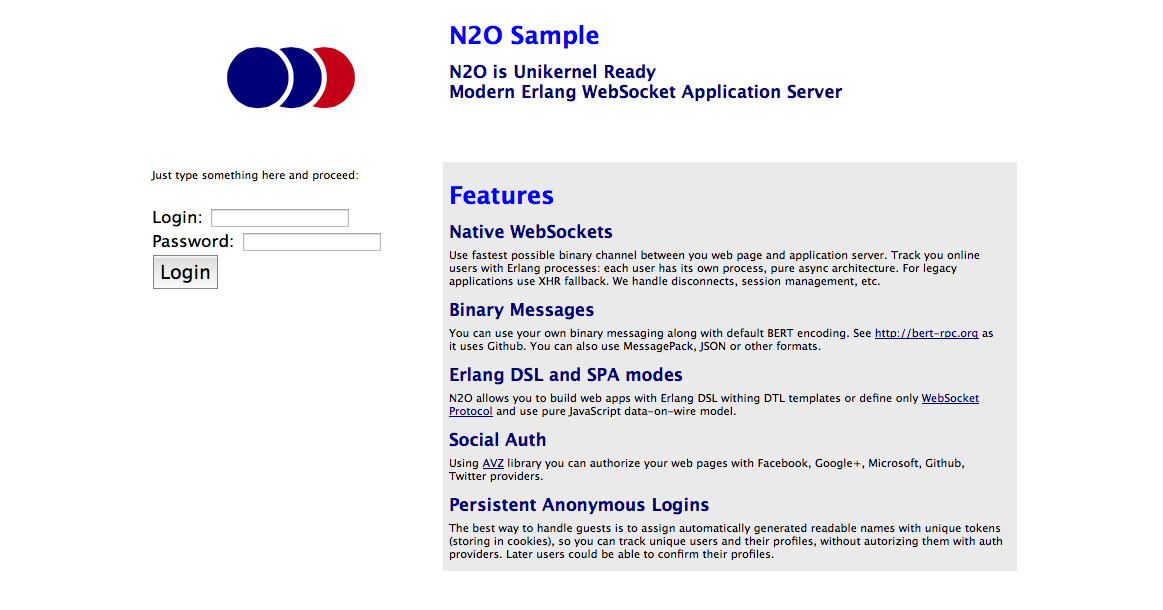 N2O Sample
N2O is Unikernel Ready
Modern Erlang WebSocket Application Server
Just type something here and proceed:
Login:
Password:
Login
Features
Native WebSockets
Use fastest possible binary channel between you web page and application server. Track you online
users with Erlang processes: each user has its own process, pure async architecture. For legacy
applications use XHR fallback. We handle disconnects, session management, etc.
Binary Messages
You can use your own binary messaging along with default BERT encoding. See http://bert-rpc.org as
it uses Github. You can also use MessagePack, JSON or other formats.
Erlang DSL and SPA modes
N2O allows you to build web apps with Erlang DSL withing DTL templates or define only WebSocket
Protocol and use pure JavaScript data-on-wire model.
Social Auth
Using AVZ library you can authorize your web pages with Facebook, Google+, Microsoft, Github,
Twitter providers.
Persistent Anonymous Logins
The best way to handle guests is to assign automatically generated readable names with unique tokens
(storing in cookies), so you can track unique users and their profiles, without autorizing them with auth
providers. Later users could be able to confirm their profiles.